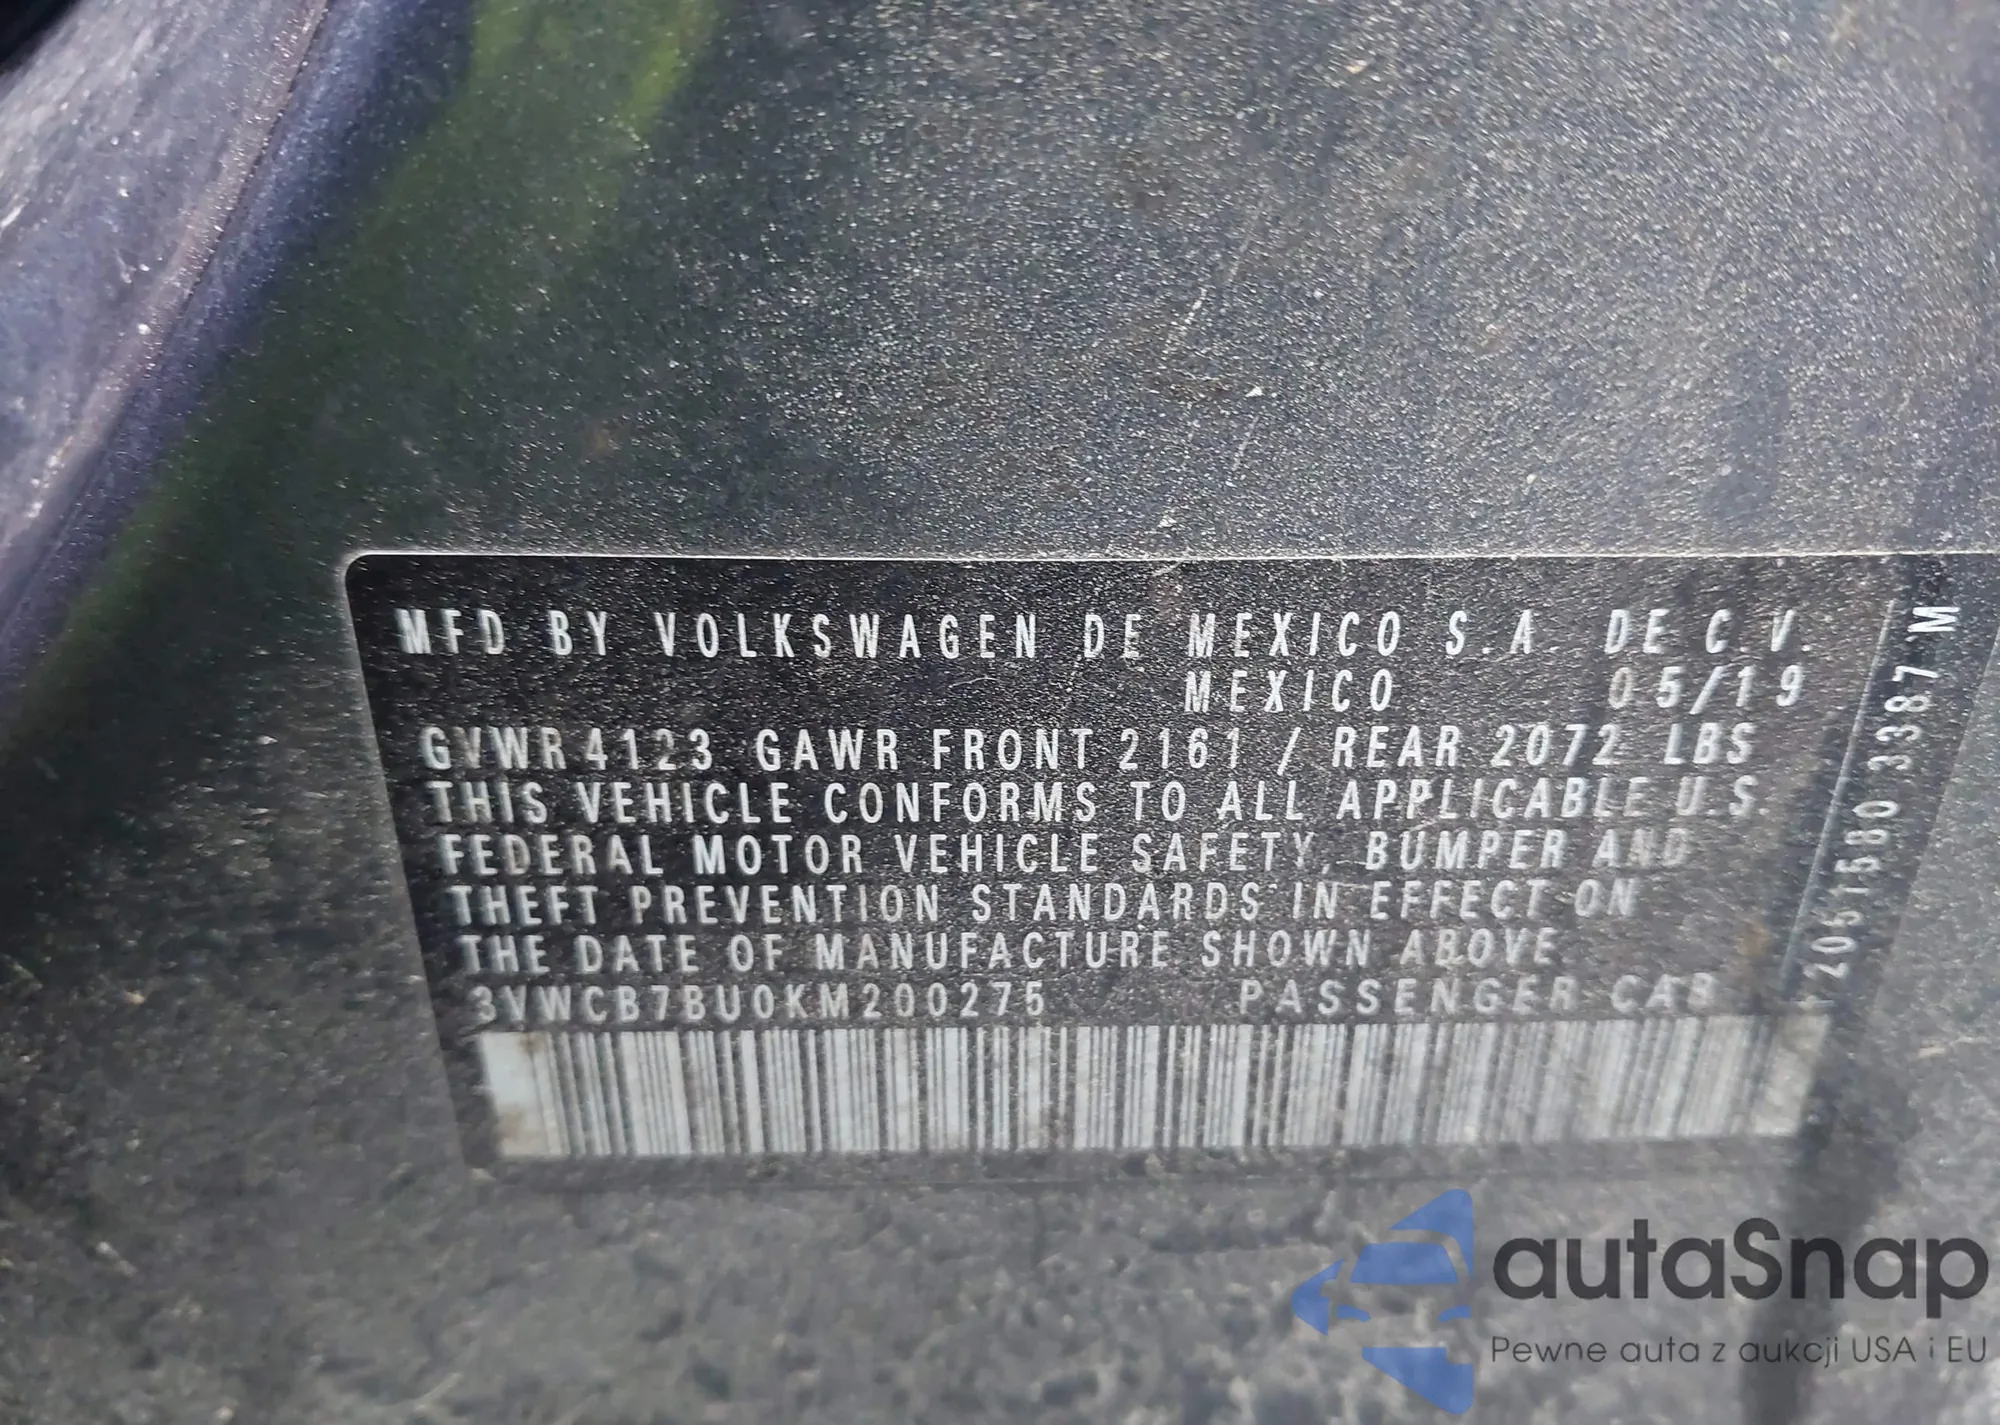 MFD BY VOLKSWAGEN DE MEXICO S.A. DE C.V.
MEXICO 05/19
GVWR 4123 GAWR FRONT 2161 / REAR 2072 LBS
THIS VEHICLE CONFORMS TO ALL APPLICABLE U.S.
FEDERAL MOTOR VEHICLE SAFETY, BUMPER AND
THEFT PREVENTION STANDARDS IN EFFECT ON
THE DATE OF MANUFACTURE SHOWN ABOVE
3VWCB7BU0KM200275 PASSENGER CAR
3387 M
autaSnap
Pewne auta z aukcji USA i EU